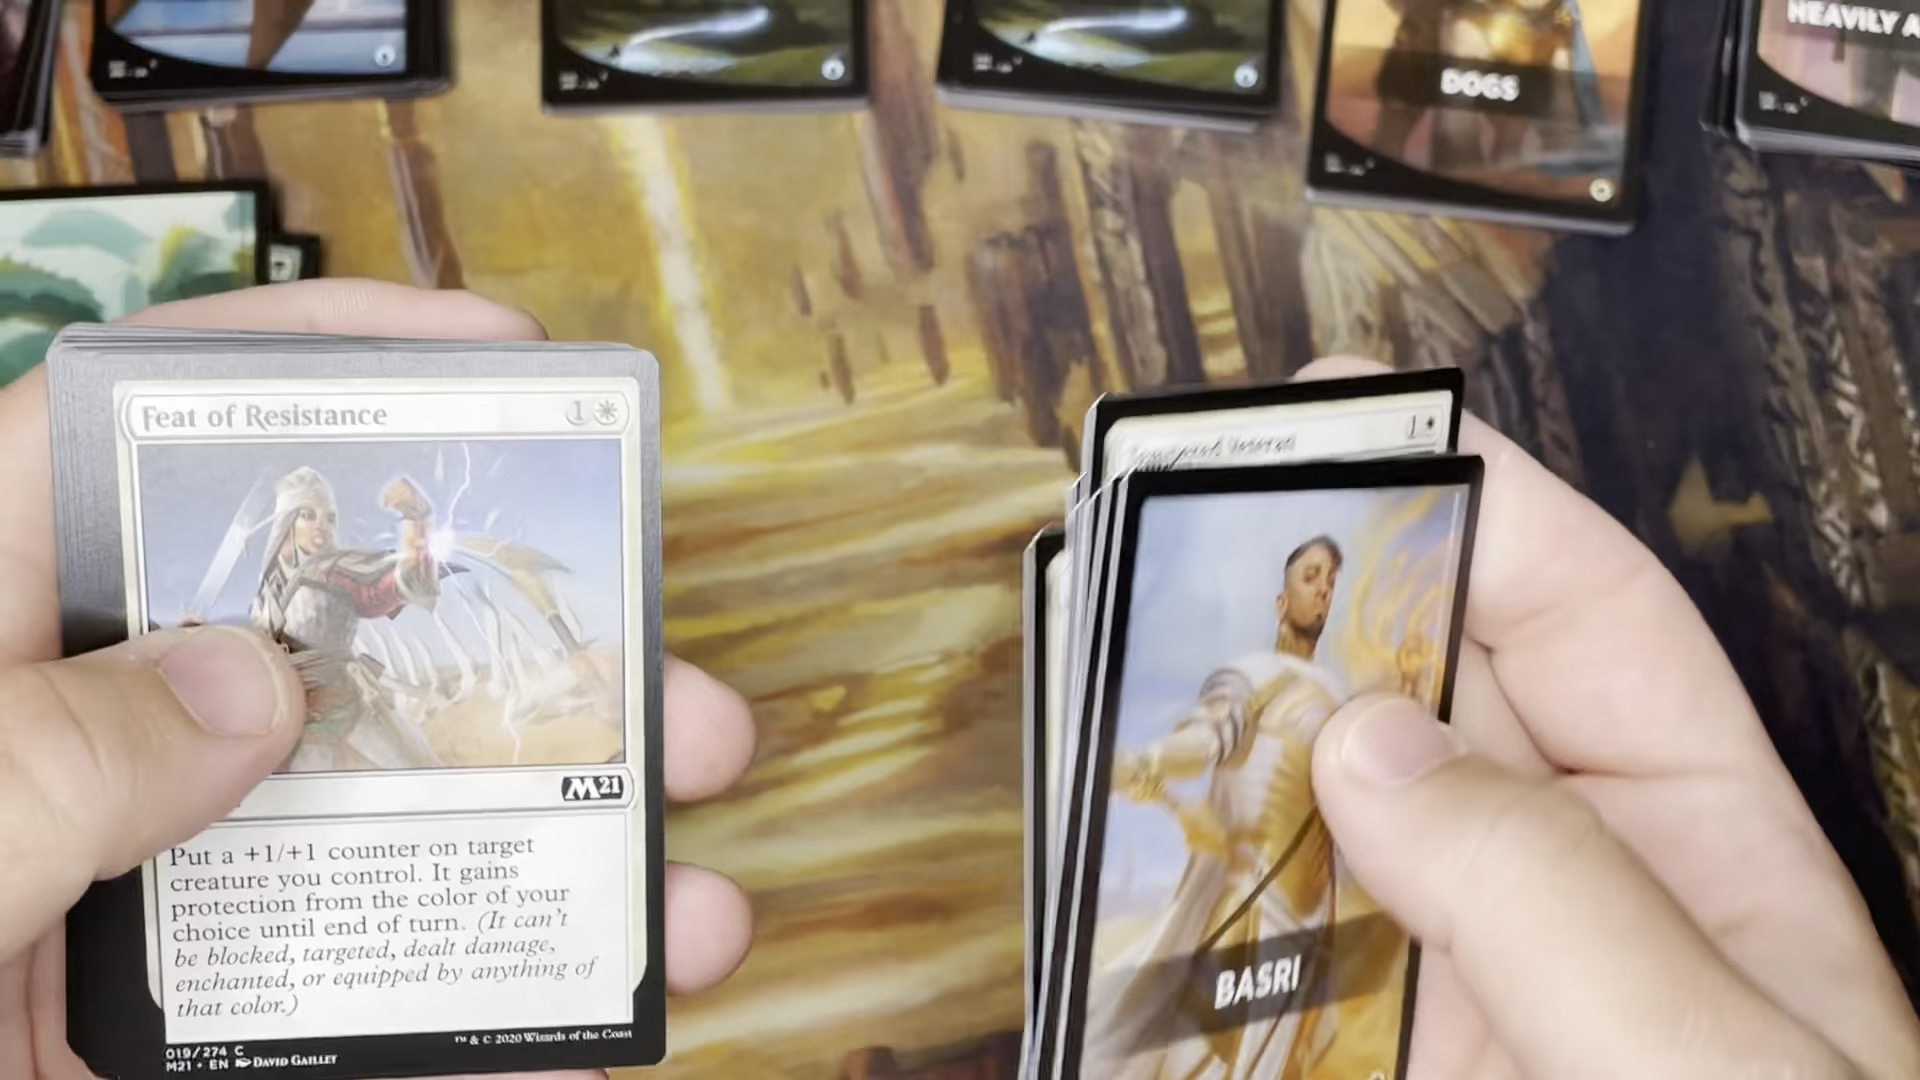 HEAVILY A
DOGS
Feat of Resistance 1
1
M21
Put a +1/+1 counter on target
creature you control. It gains
protection from the color of your
choice until end of turn. (It can't
be blocked, targeted, dealt damage,
enchanted, or equipped by anything of
that color.)
BASRI
™ & © 2020 Wizards of the Coast
019/274 C
M21 • EN DAVID GAILLET